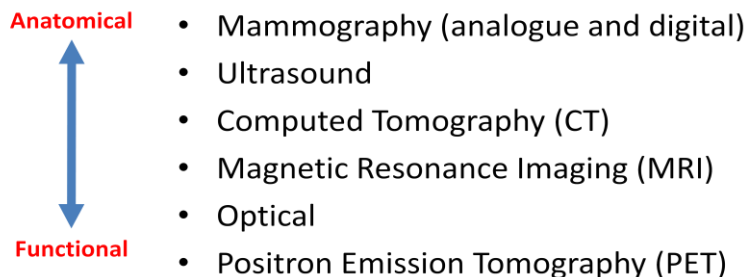 Anatomical
• Mammography (analogue and digital)
• Ultrasound
• Computed Tomography (CT)
• Magnetic Resonance Imaging (MRI)
• Optical
Functional
• Positron Emission Tomography (PET)